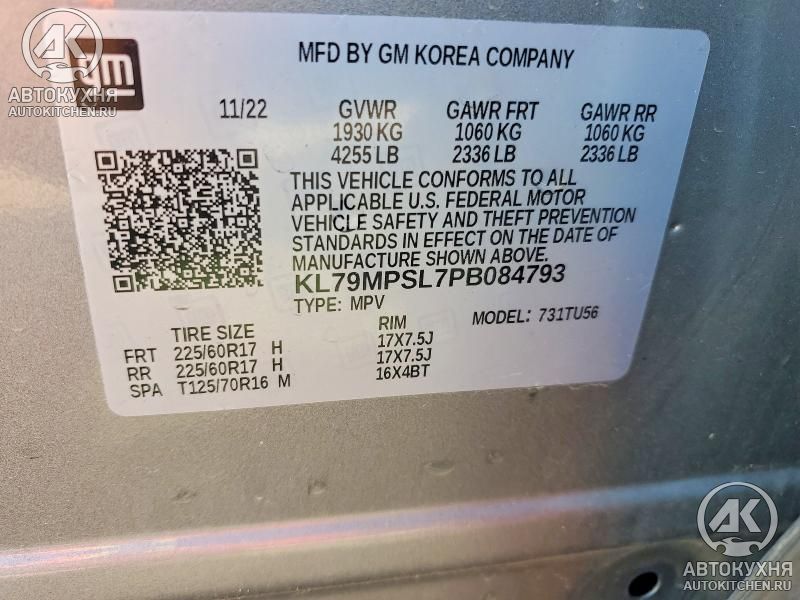 АВТОКУХНЯ
AUTOKITCHEN.RU
gm
MFD BY GM KOREA COMPANY
11/22 GVWR GAWR FRT GAWR RR
1930 KG 1060 KG 1060 KG
4255 LB 2336 LB 2336 LB
THIS VEHICLE CONFORMS TO ALL
APPLICABLE U.S. FEDERAL MOTOR
VEHICLE SAFETY AND THEFT PREVENTION
STANDARDS IN EFFECT ON THE DATE OF
MANUFACTURE SHOWN ABOVE.
KL79MPSL7PB084793
TYPE: MPV MODEL: 731TU56
TIRE SIZE RIM
FRT 225/60R17 H 17X7.5J
RR 225/60R17 H 17X7.5J
SPA T125/70R16 M 16X4BT
АК
АВТОКУХНЯ
AUTOKITCHEN.RU